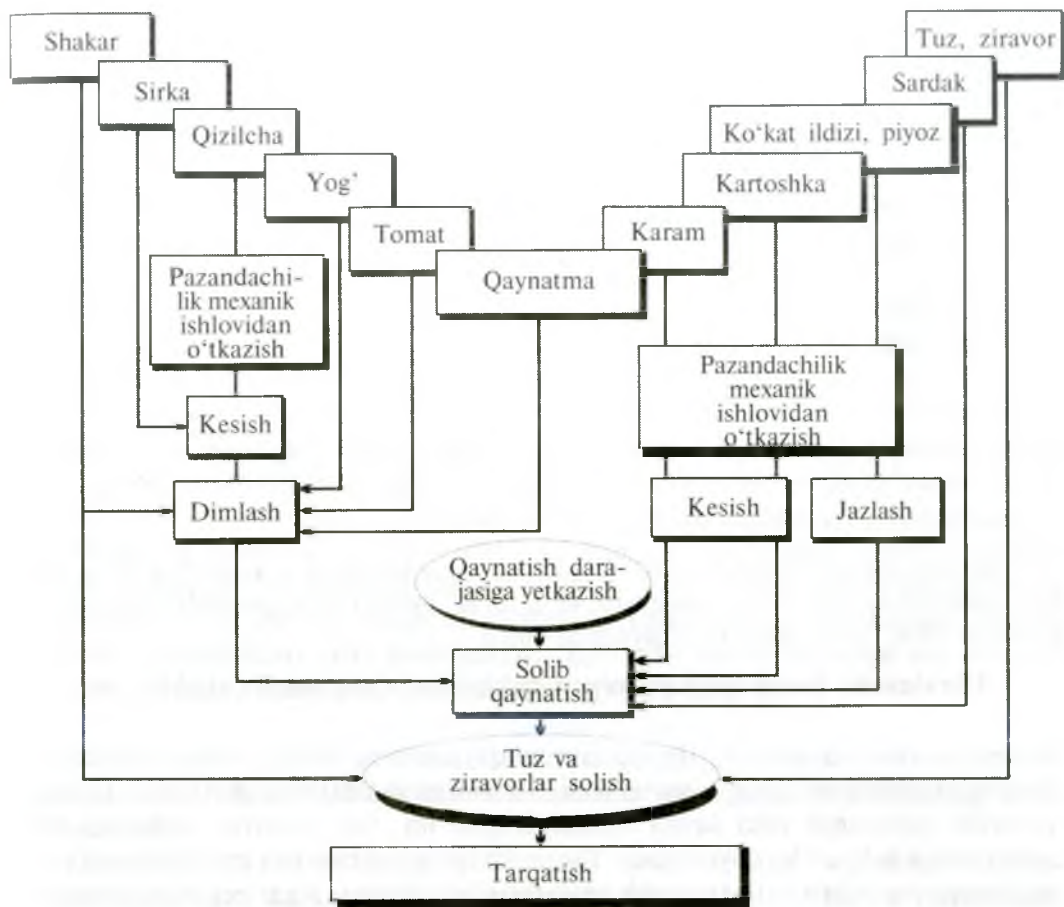 Shakar
Tuz, ziravor
Sirka
Sardak
Qizilcha
Ko‘kat ildizi, piyoz
Yog’
Kartoshka
Tomat
Karam
Qaynatma
Pazandachi-
lik mexanik
ishlovidan
o‘tkazish
Pazandachilik
mexanik
ishlovidan
o‘tkazish
Kesish
Dimlash
Kesish
Jazlash
Qaynatish dara-
jasiga yetkazish
Solib
qaynatish
Tuz va
ziravorlar solish
Tarqatish